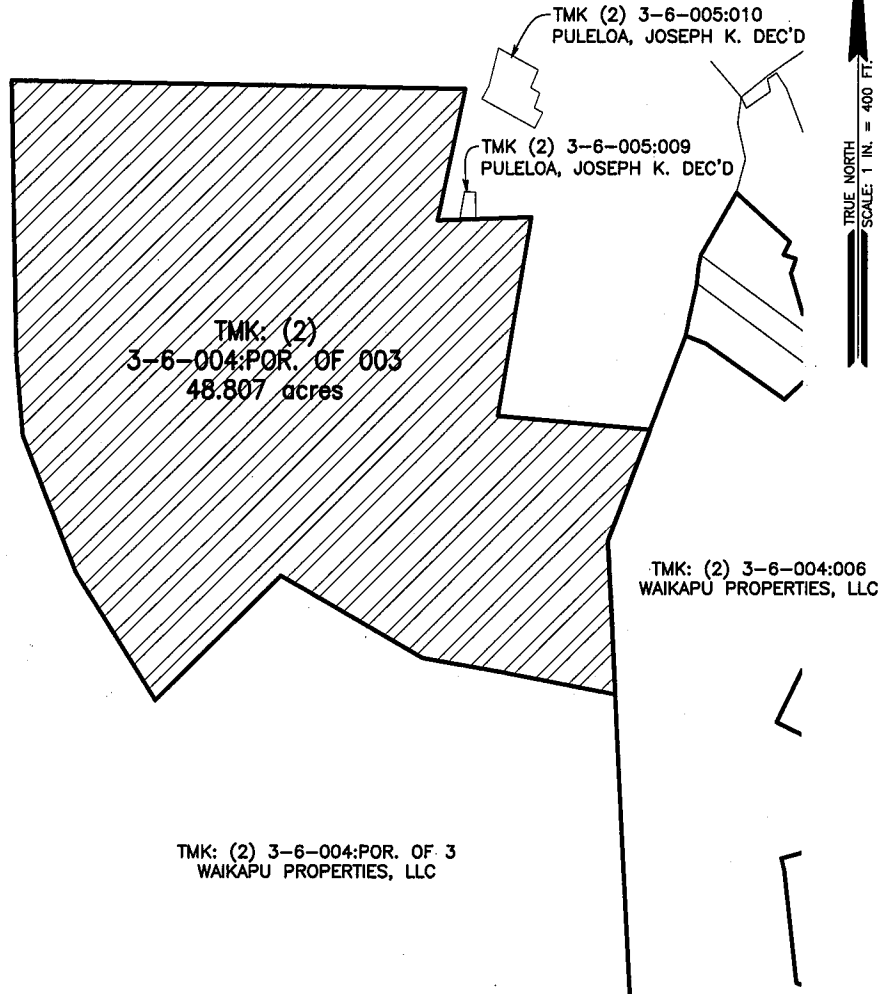 TMK (2) 3-6-005:010
PULELOA, JOSEPH K. DEC'D
TRUE NORTH
SCALE: 1 IN. = 400 FT.
TMK (2) 3-6-005:009
PULELOA, JOSEPH K. DEC'D
TMK: (2)
3-6-004:POR. OF 003
48.807 acres
TMK: (2) 3-6-004:006
WAIKAPU PROPERTIES, LLC
TMK: (2) 3-6-004:POR. OF 3
WAIKAPU PROPERTIES, LLC